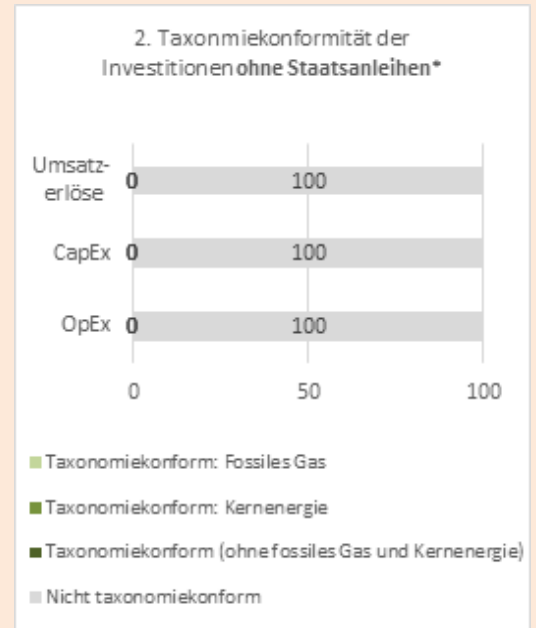 2. Taxonmiekonformität der
Investitionen ohne Staatsanleihen*
Umsatz-
erlöse
0 100
CapEx 0 100
OpEx 0 100
0 50 100
Taxonomiekonform: Fossiles Gas
Taxonomiekonform: Kernenergie
Taxonomiekonform (ohne fossiles Gas und Kernenergie)
Nicht taxonomiekonform